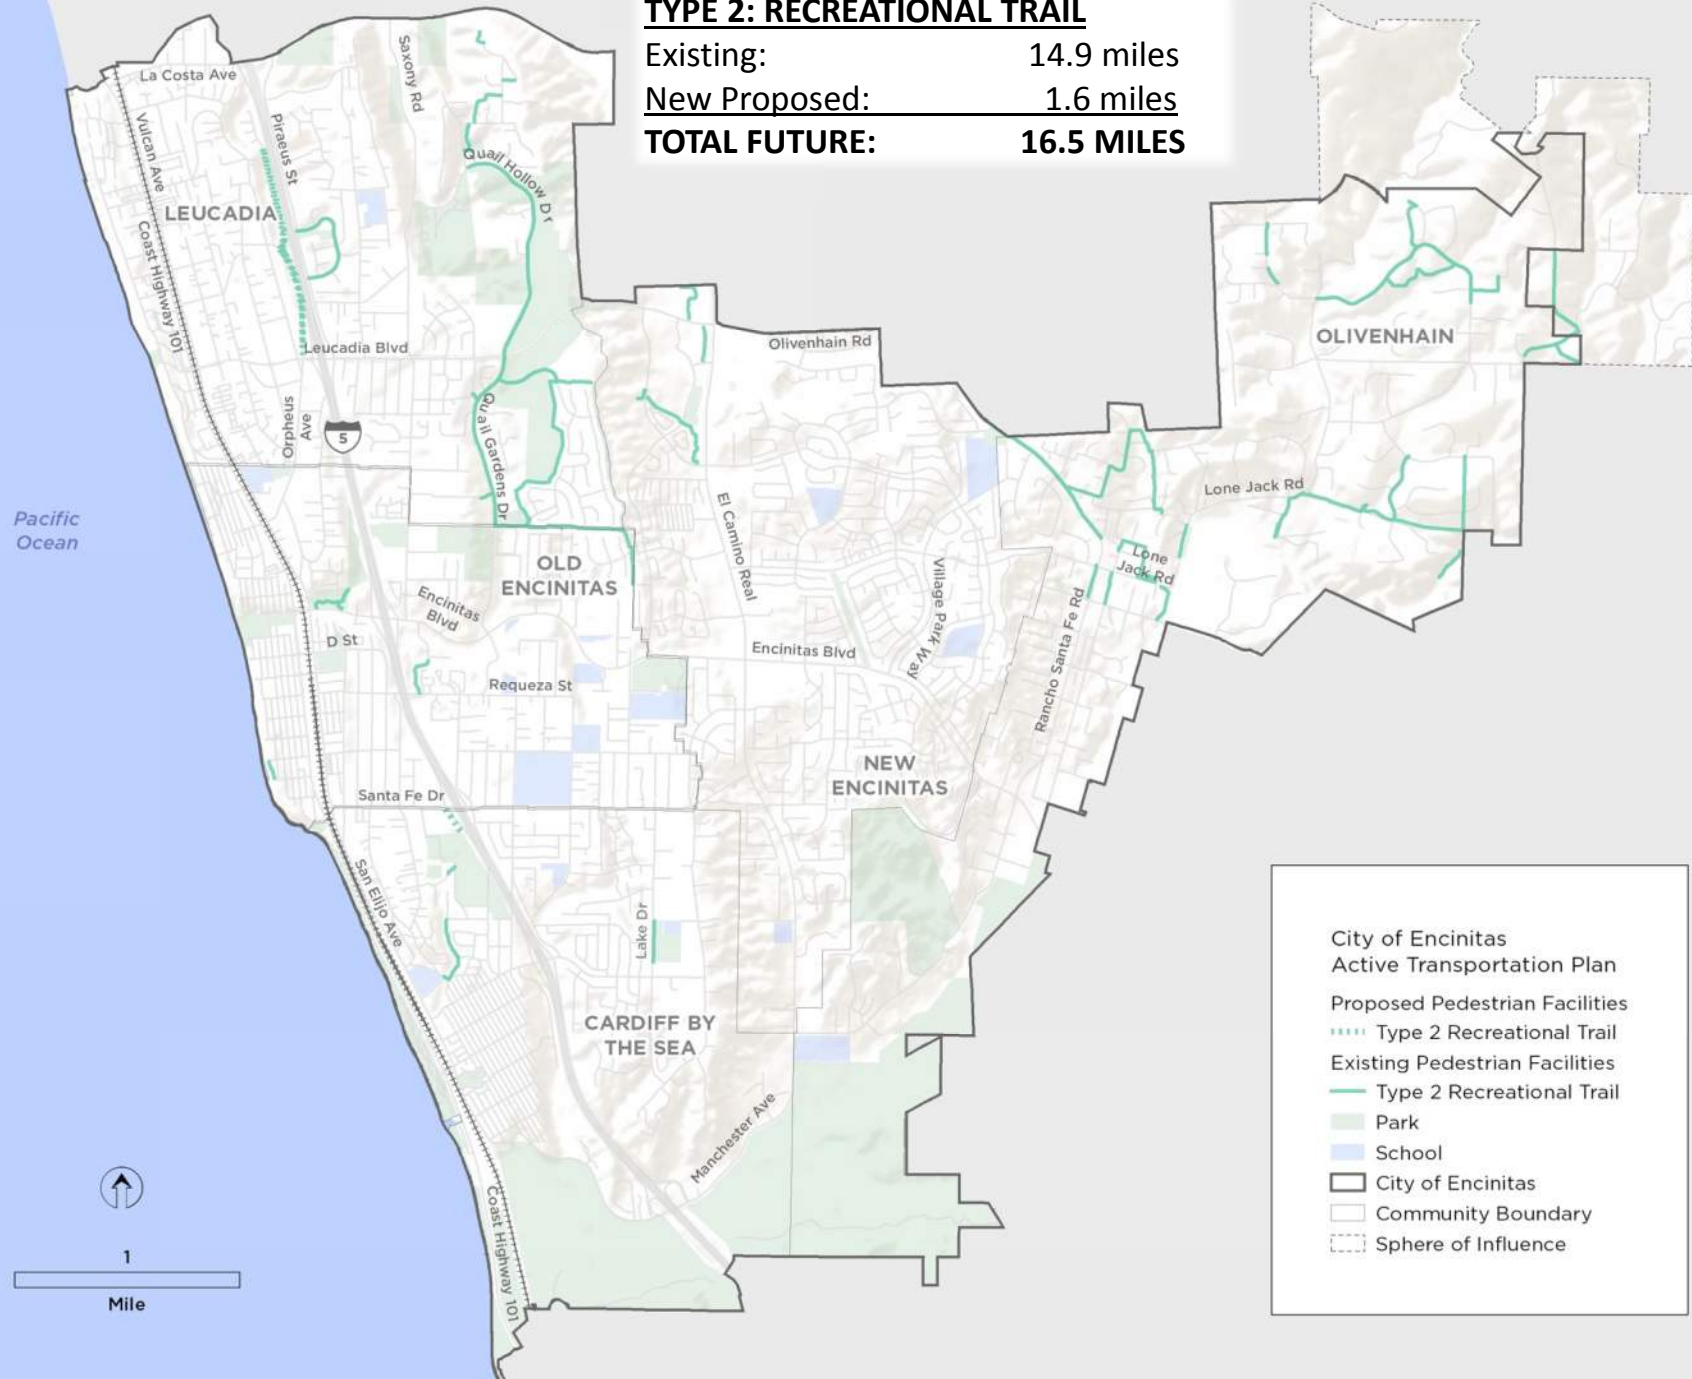 TYPE 2: RECREATIONAL TRAIL
Existing: 14.9 miles
New Proposed: 1.6 miles
TOTAL FUTURE: 16.5 MILES
La Costa Ave
Saxony Rd
Vulcan Ave
Piraeus St
Quail Hollow Dr
LEUCADIA
Coast Highway 101
Leucadia Blvd
Olivenhain Rd
OLIVENHAIN
Orpheus
Ave
5
Quail Gardens Dr
El Camino Real
Lone Jack Rd
Pacific
Ocean
OLD
ENCINITAS
Encinitas
Blvd
Lone
Jack Rd
Village Park Way
Rancho Santa Fe Rd
D St
Encinitas Blvd
Requeza St
NEW
ENCINITAS
Santa Fe Dr
San Elijo Ave
Lake Dr
CARDIFF BY
THE SEA
Manchester Ave
Coast Highway 101
1
Mile
City of Encinitas
Active Transportation Plan
Proposed Pedestrian Facilities
Type 2 Recreational Trail
Existing Pedestrian Facilities
Type 2 Recreational Trail
Park
School
City of Encinitas
Community Boundary
Sphere of Influence